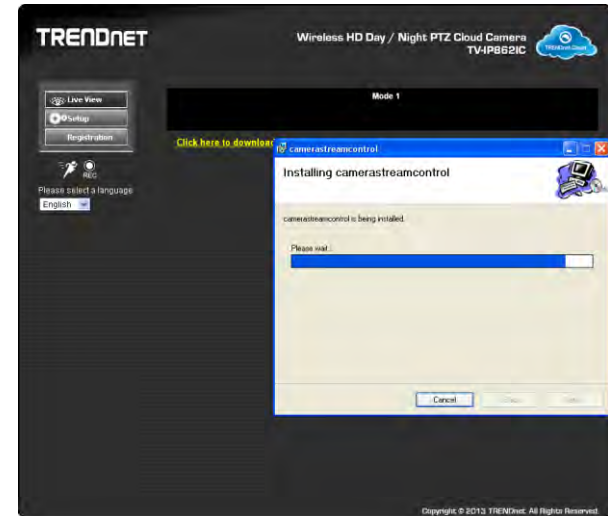 TRENDNET
Wireless HD Day / Night PTZ Cloud Camera
TV-IP862IC
TRENDnet Cloud
Live View
Setup
Registration
REC
Please select a language
English
Mode 1
Click here to download
camerastreamcontrol
Installing camerastreamcontrol
camerastreamcontrol is being installed.
Please wait...
Cancel
Copyright © 2013 TRENDnet. All Rights Reserved.